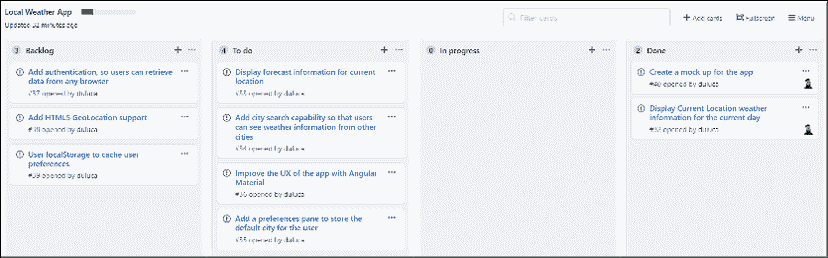 Local Weather App
Updated 52 minutes ago
Filter cards
Add cards
Fullscreen
Menu
3 Backlog
Add authentication, so users can retrieve
data from any browser
#37 opened by duluca
Add HTML5 GeoLocation support
opened by duluca
User localStorage to cache user
preferences
#39 opened by duluca
4 To do
Display forecast information for current
location
opened by duluca
Add city search capability so that users
can see weather information from other
cities
#34 opened by duluca
Improve the UX of the app with Angular
Material
#36 opened by duluca
Add a preferences pane to store the
default city for the user
#35 opened by duluca
0 In progress
2 Done
Create a mock up for the app
#40 opened by duluca
Display Current Location weather
information for the current day
#32 opened by duluca